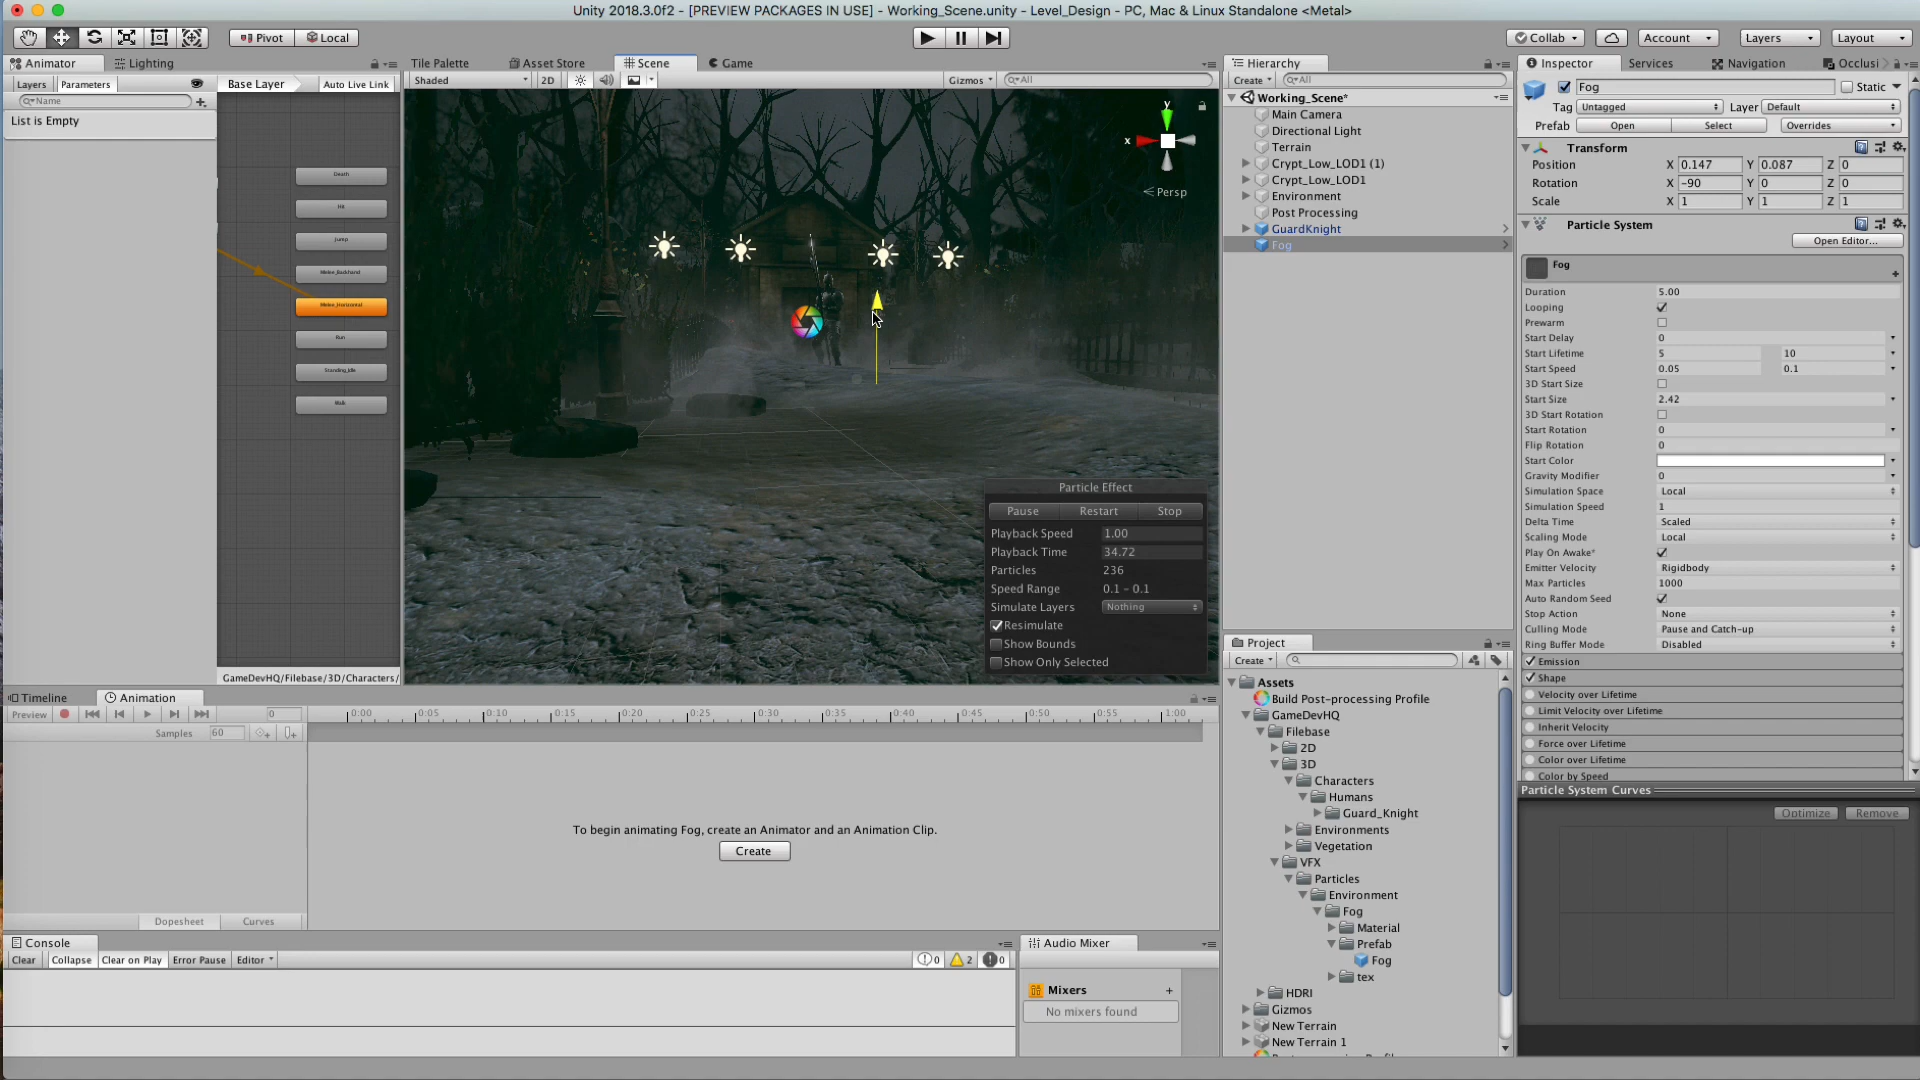 Unity 2018.3.0f2 - [PREVIEW PACKAGES IN USE] - Working_Scene.unity - Level_Design - PC, Mac & Linux Standalone <Metal>
Pivot Local Collab Account Layers Layout
Animator Lighting
Layers Parameters Base Layer Auto Live Link
Name
List is Empty
Death
Hit
Jump
Melee_Backhand
Melee_Horizontal
Run
Standing_Idle
Walk
GameDevHQ/Filebase/3D/Characters/
Tile Palette Asset Store Scene Game
Shaded 2D Gizmos All
y
x
Persp
Particle Effect
Pause Restart Stop
Playback Speed 1.00
Playback Time 34.72
Particles 236
Speed Range 0.1 - 0.1
Simulate Layers Nothing
Resimulate
Show Bounds
Show Only Selected
Timeline Animation
Preview 0
0:00 0:05 0:10 0:15 0:20 0:25 0:30 0:35 0:40 0:45 0:50 0:55 1:00
Samples 60
To begin animating Fog, create an Animator and an Animation Clip.
Create
Dopesheet Curves
Console
Clear Collapse Clear on Play Error Pause Editor 0 2 0
Audio Mixer
Mixers +
No mixers found
Hierarchy
Create All
Working_Scene*
Main Camera
Directional Light
Terrain
Crypt_Low_LOD1 (1)
Crypt_Low_LOD1
Environment
Post Processing
GuardKnight
Fog
Project
Create
Assets
Build Post-processing Profile
GameDevHQ
Filebase
2D
3D
Characters
Humans
Guard_Knight
Environments
Vegetation
VFX
Particles
Environment
Fog
Material
Prefab
Fog
tex
HDRI
Gizmos
New Terrain
New Terrain 1
Inspector Services Navigation Occlusi
Fog Static
Tag Untagged Layer Default
Prefab Open Select Overrides
Transform
Position X 0.147 Y 0.087 Z 0
Rotation X -90 Y 0 Z 0
Scale X 1 Y 1 Z 1
Particle System
Open Editor...
Fog
Duration 5.00
Looping
Prewarm
Start Delay 0
Start Lifetime 5 10
Start Speed 0.05 0.1
3D Start Size
Start Size 2.42
3D Start Rotation
Start Rotation 0
Flip Rotation 0
Start Color
Gravity Modifier 0
Simulation Space Local
Simulation Speed 1
Delta Time Scaled
Scaling Mode Local
Play On Awake*
Emitter Velocity Rigidbody
Max Particles 1000
Auto Random Seed
Stop Action None
Culling Mode Pause and Catch-up
Ring Buffer Mode Disabled
Emission
Shape
Velocity over Lifetime
Limit Velocity over Lifetime
Inherit Velocity
Force over Lifetime
Color over Lifetime
Color by Speed
Particle System Curves
Optimize Remove